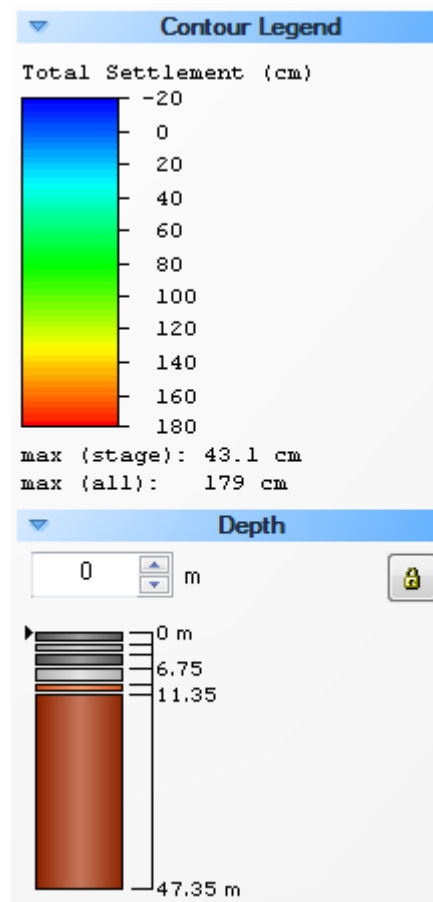 Contour Legend
Total Settlement (cm)
-20
0
20
40
60
80
100
120
140
160
180
max (stage): 43.1 cm
max (all): 179 cm
Depth
0 m
0 m
6.75
11.35
47.35 m